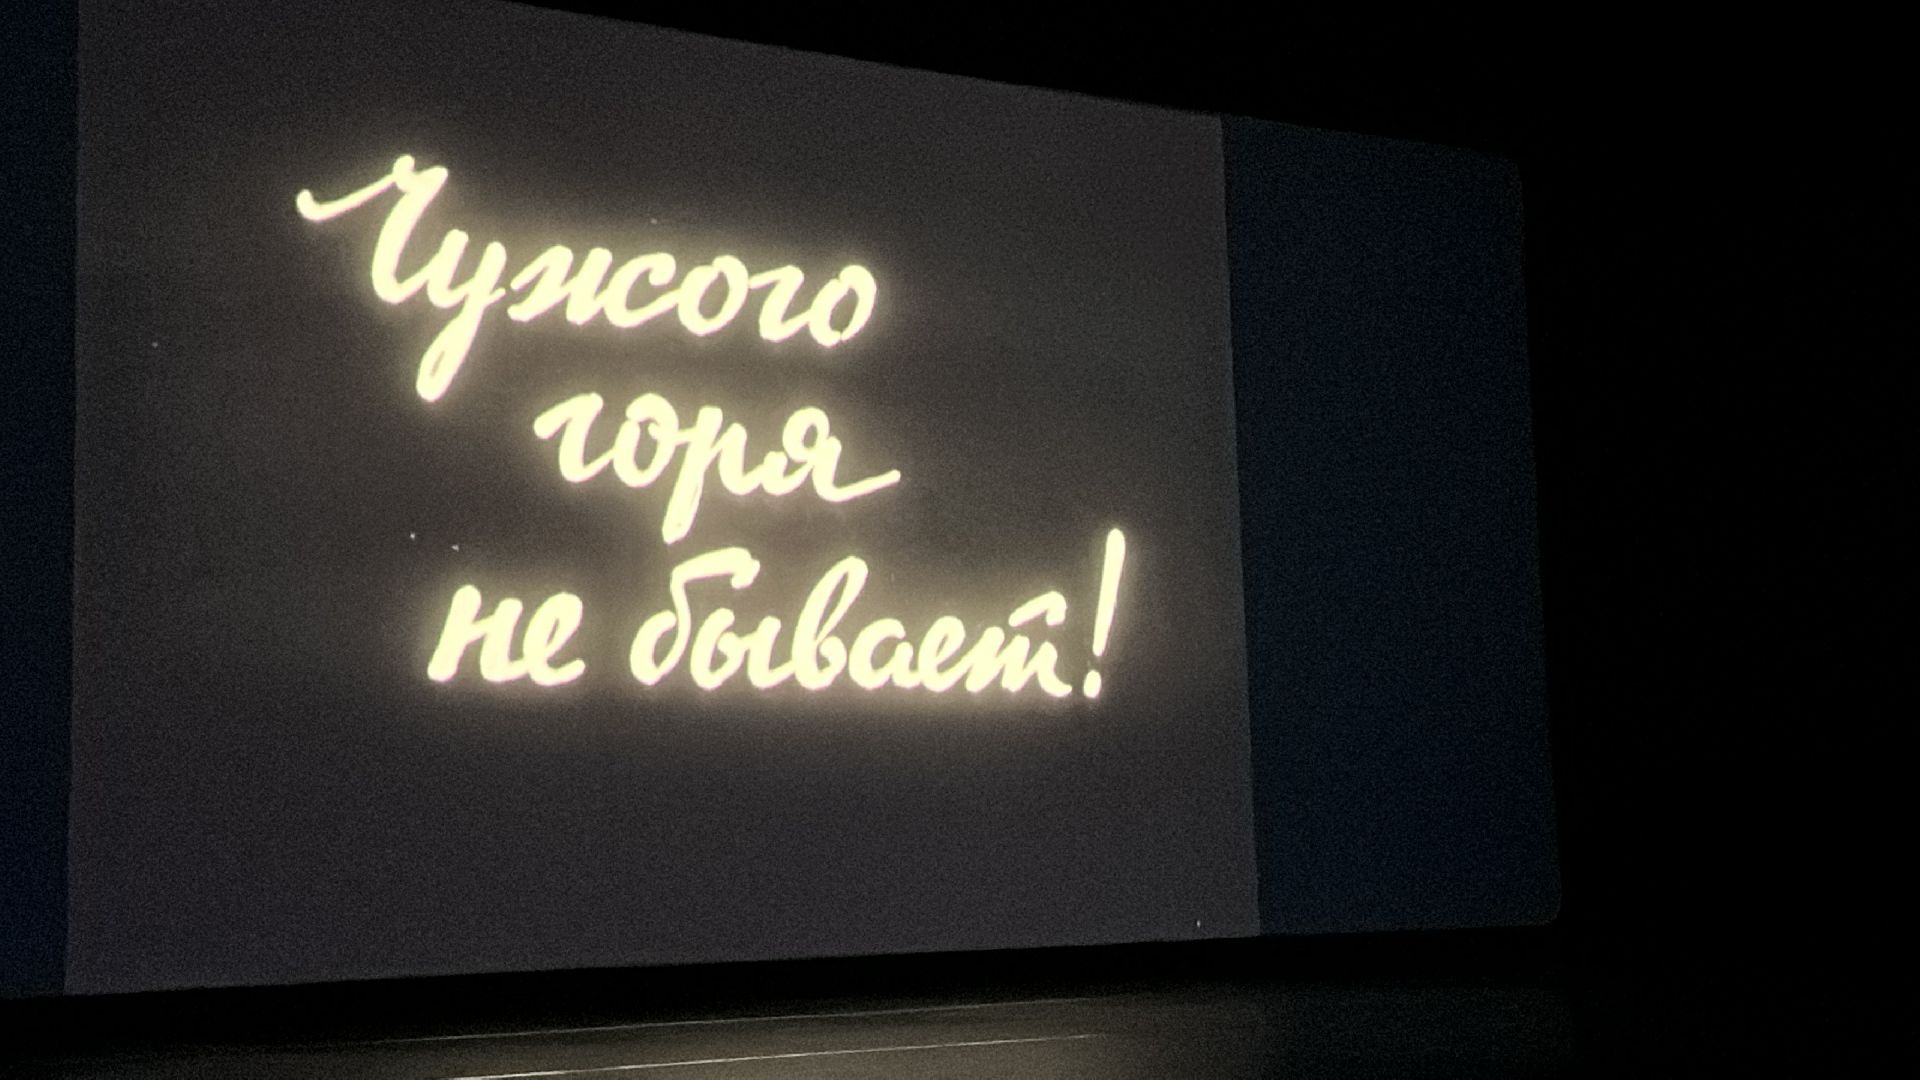 Чужого
горя
не бывает!